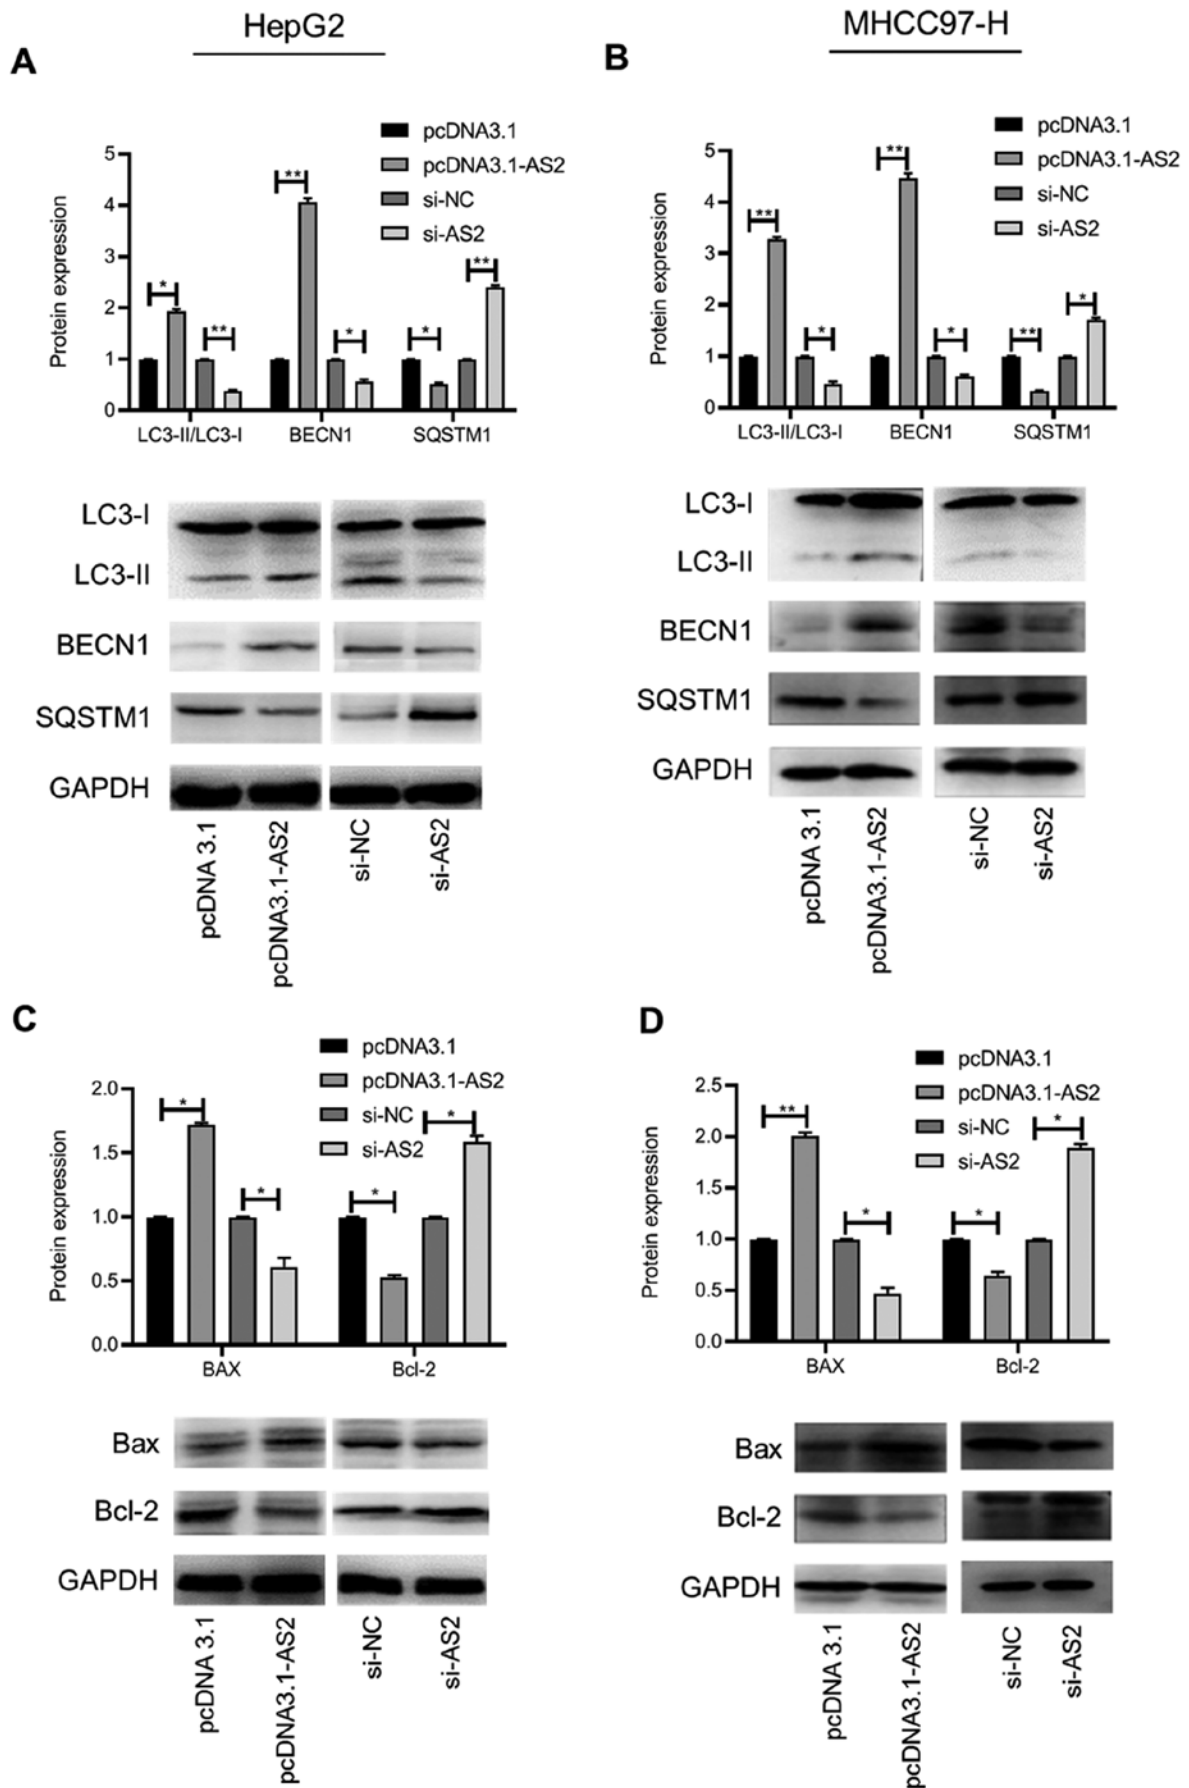 HepG2
MHCC97-H
A
pcDNA3.1
pcDNA3.1-AS2
si-NC
si-AS2
Protein expression
5
4
3
2
1
0
* ** ** * * **
LC3-II/LC3-I BECN1 SQSTM1
LC3-I
LC3-II
BECN1
SQSTM1
GAPDH
pcDNA 3.1
pcDNA3.1-AS2
si-NC
si-AS2
B
pcDNA3.1
pcDNA3.1-AS2
si-NC
si-AS2
Protein expression
5
4
3
2
1
0
** * ** * ** *
LC3-II/LC3-I BECN1 SQSTM1
LC3-I
LC3-II
BECN1
SQSTM1
GAPDH
pcDNA 3.1
pcDNA3.1-AS2
si-NC
si-AS2
C
pcDNA3.1
pcDNA3.1-AS2
si-NC
si-AS2
Protein expression
2.0
1.5
1.0
0.5
0.0
* * * *
BAX Bcl-2
Bax
Bcl-2
GAPDH
pcDNA 3.1
pcDNA3.1-AS2
si-NC
si-AS2
D
pcDNA3.1
pcDNA3.1-AS2
si-NC
si-AS2
Protein expression
2.5
2.0
1.5
1.0
0.5
0.0
** * * *
BAX Bcl-2
Bax
Bcl-2
GAPDH
pcDNA 3.1
pcDNA3.1-AS2
si-NC
si-AS2